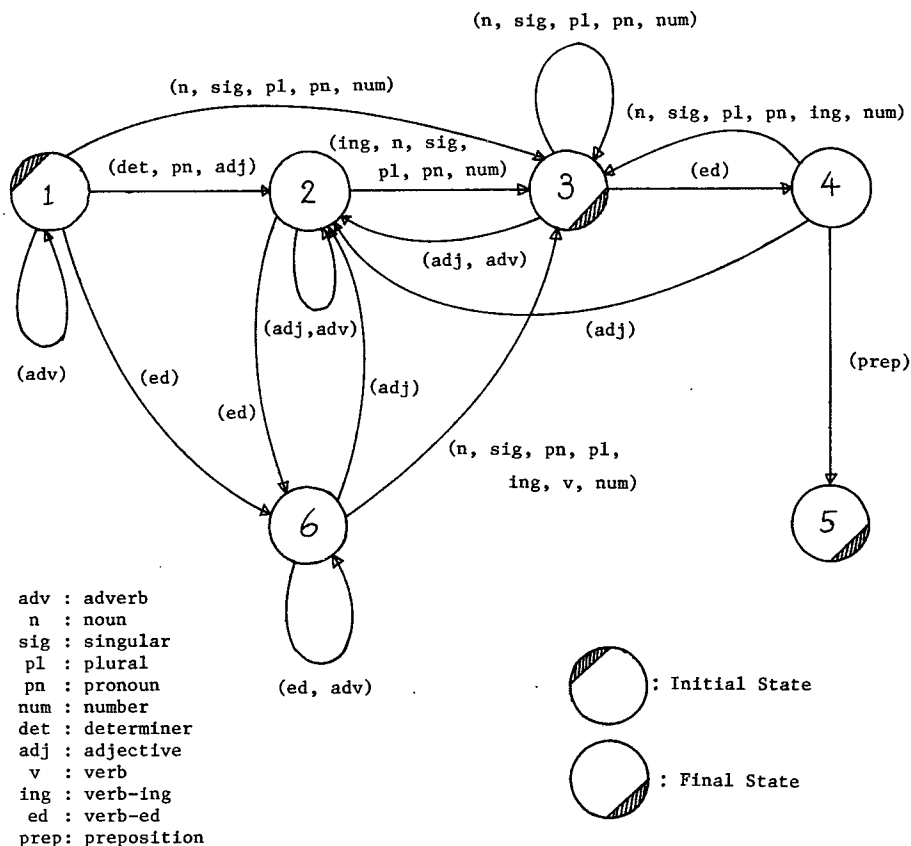 (n, sig, pl, pn, num)
(n, sig, pl, pn, num)
(n, sig, pl, pn, ing, num)
(ing, n, sig,
pl, pn, num)
(det, pn, adj)
(ed)
1
2
3
4
(adj, adv)
(adj,adv)
(adj)
(adv)
(ed)
(ed)
(adj)
(prep)
(n, sig, pn, pl,
ing, v, num)
6
5
(ed, adv)
adv : adverb
n : noun
sig : singular
pl : plural
pn : pronoun
num : number
det : determiner
adj : adjective
v : verb
ing : verb-ing
ed : verb-ed
prep: preposition
: Initial State
: Final State